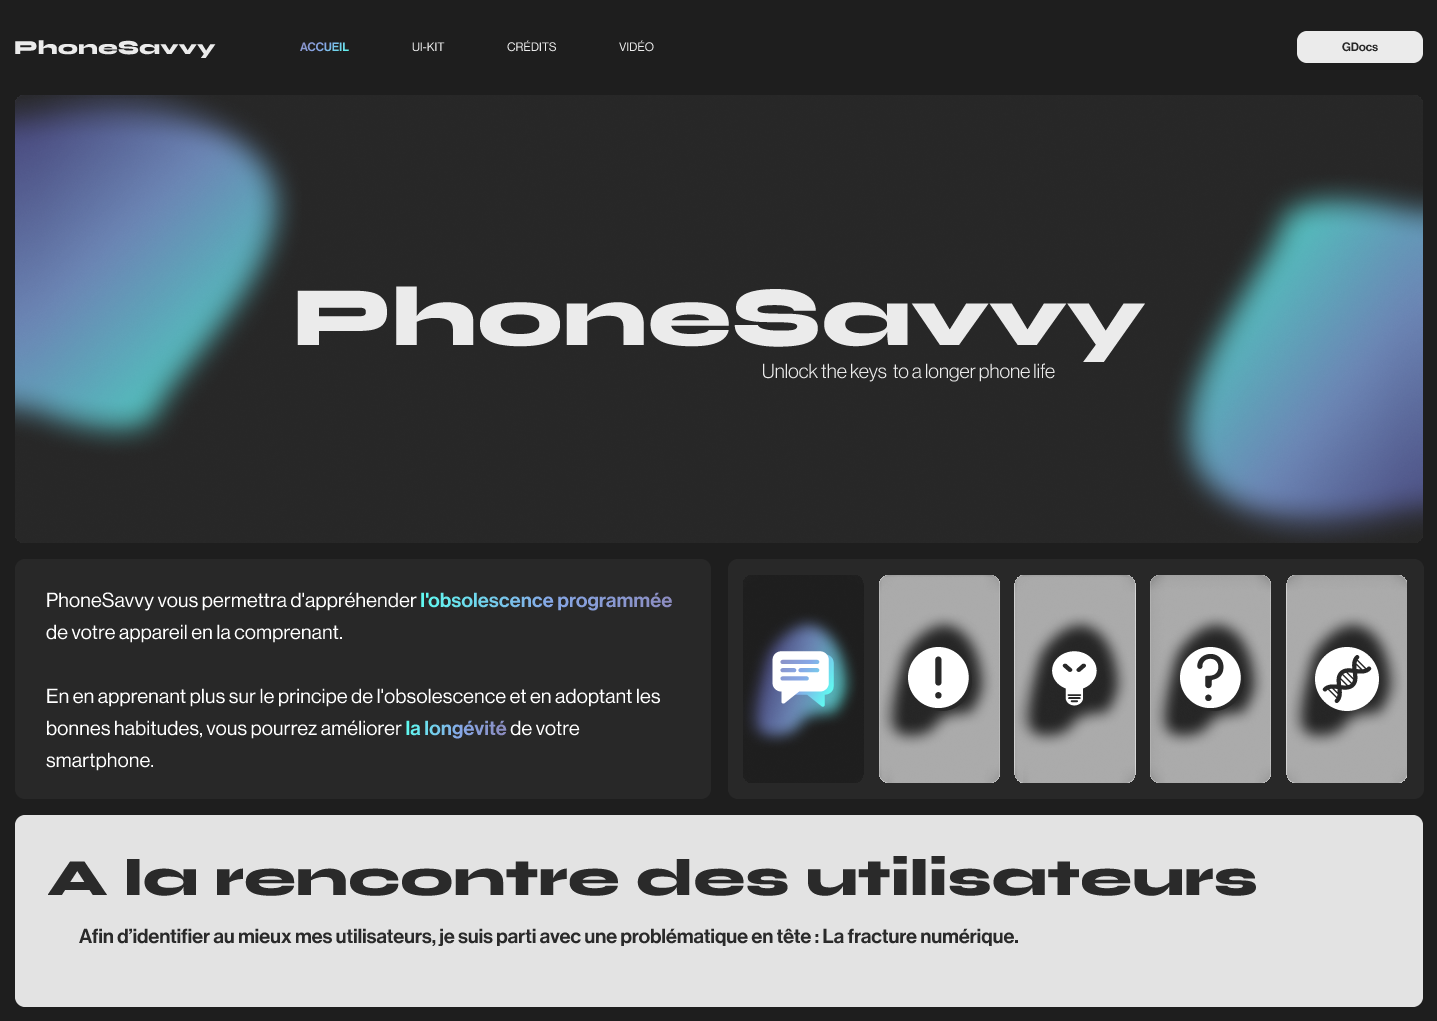 PhoneSavvy
ACCUEIL
UI-KIT
CRÉDITS
VIDÉO
GDocs
PhoneSavvy
Unlock the keys to a longer phone life
PhoneSavvy vous permettra d'appréhender l'obsolescence programmée
de votre appareil en la comprenant.
En en apprenant plus sur le principe de l'obsolescence et en adoptant les
bonnes habitudes, vous pourrez améliorer la longévité de votre
smartphone.
A la rencontre des utilisateurs
Afin d’identifier au mieux mes utilisateurs, je suis parti avec une problématique en tête : La fracture numérique.